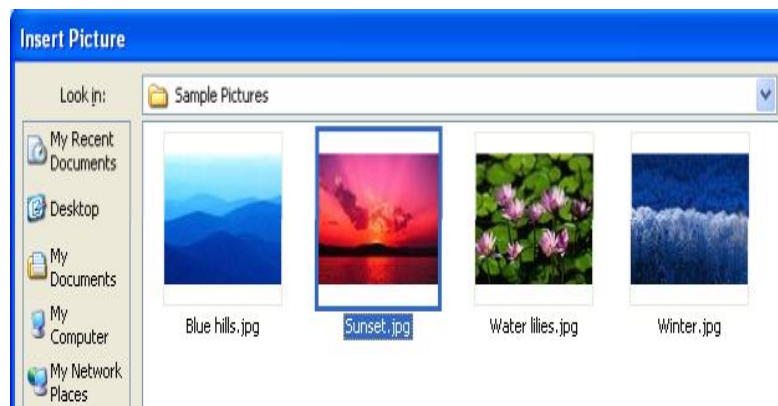 Insert Picture
Look in:
Sample Pictures
My Recent
Documents
Desktop
My
Documents
My
Computer
My Network
Places
Blue hills.jpg
Sunset.jpg
Water lilies.jpg
Winter.jpg